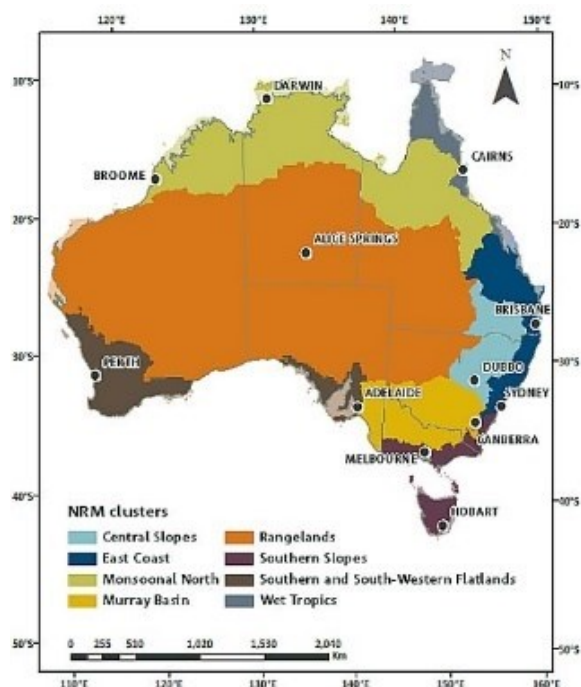 120°E 140°E 150°E
N
10°S 10°S
DARWIN
CAIRNS
BROOME
20°S 20°S
ALICE SPRINGS
BRISBANE
30°S 30°S
PERTH
DUBBO
ADELAIDE
SYDNEY
CANBERRA
MELBOURNE
40°S 40°S
HOBART
NRM clusters
Central Slopes Rangelands
East Coast Southern Slopes
Monsoonal North Southern and South-Western Flatlands
Murray Basin Wet Tropics
50°S 50°S
0 255 510 1,020 1,530 2,040
Km
110°E 120°E 140°E 150°E 160°E